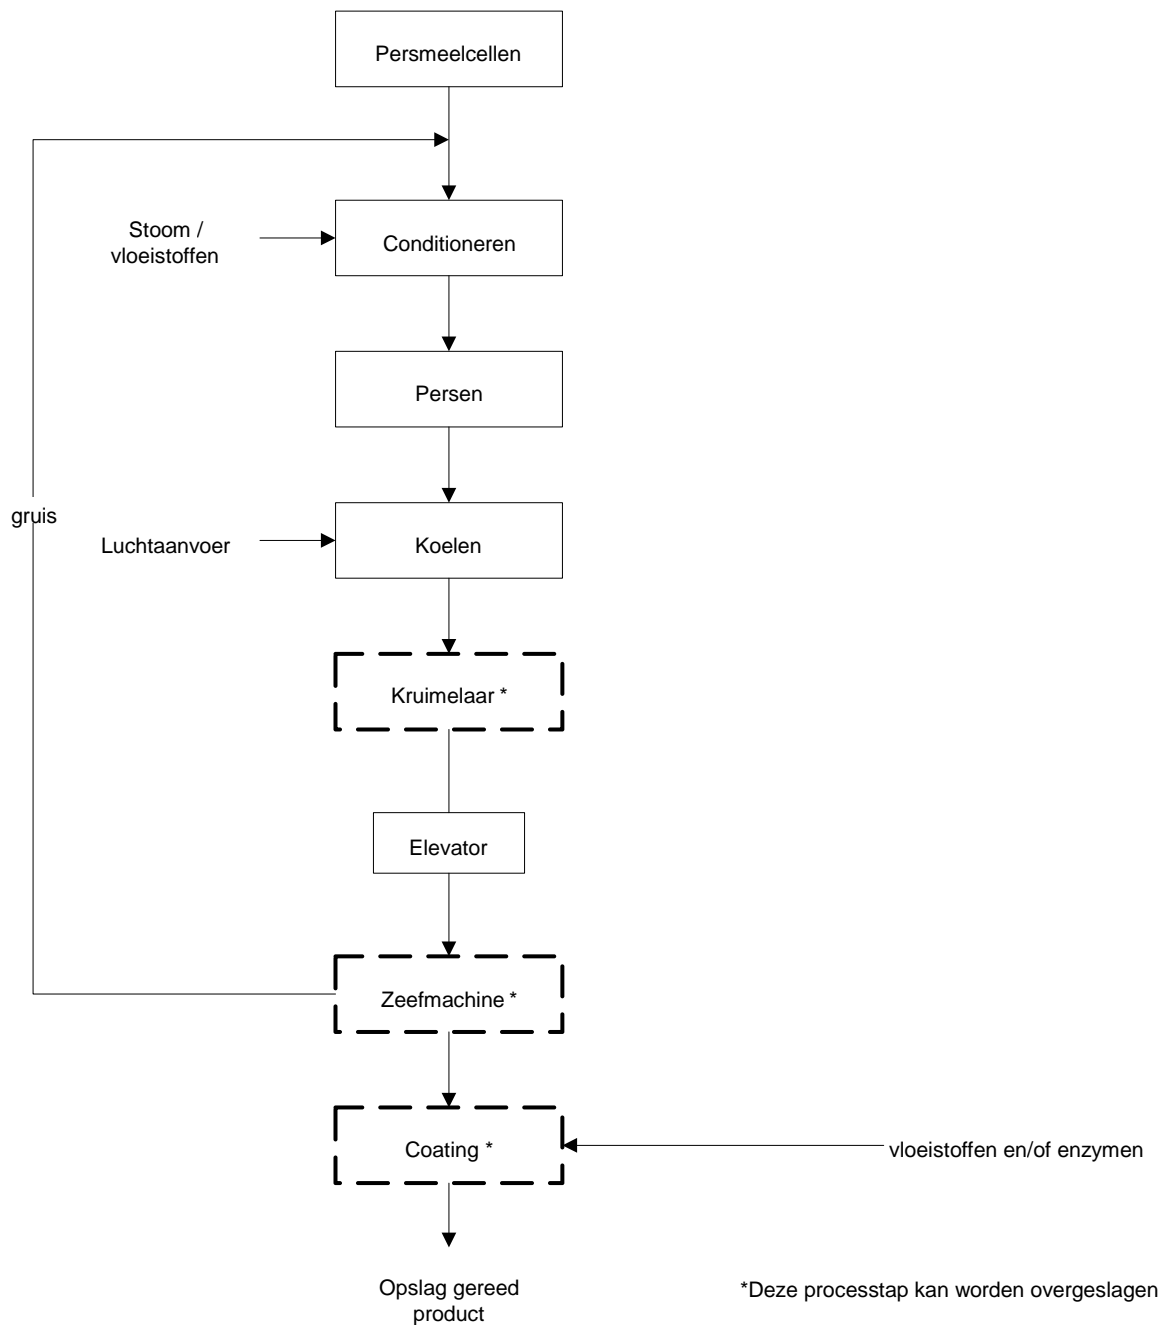 Persmeelcellen
Stoom /
vloeistoffen
Conditioneren
Persen
gruis
Luchtaanvoer
Koelen
Kruimelaar *
Elevator
Zeefmachine *
Coating *
vloeistoffen en/of enzymen
Opslag gereed
product
*Deze processtap kan worden overgeslagen